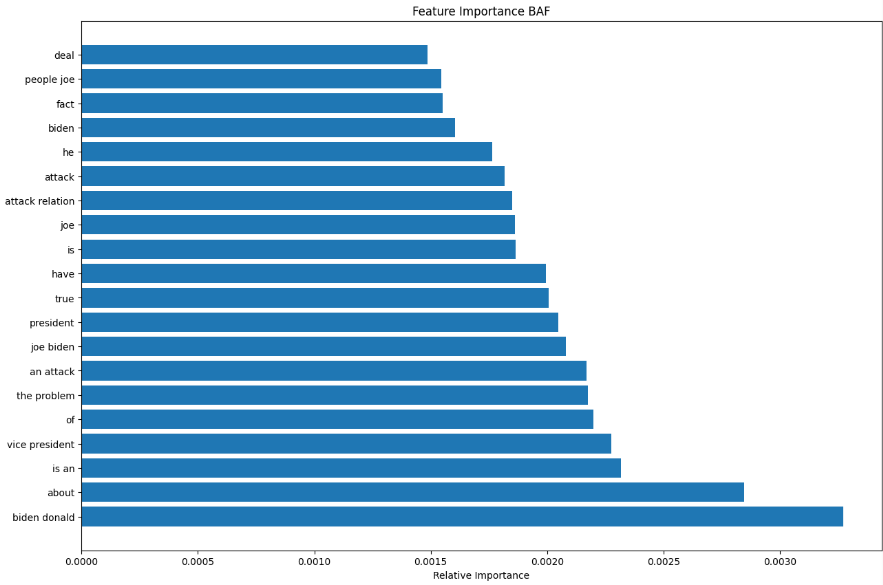 Feature Importance BAF
deal
people joe
fact
biden
he
attack
attack relation
joe
is
have
true
president
joe biden
an attack
the problem
of
vice president
is an
about
biden donald
0.0000 0.0005 0.0010 0.0015 0.0020 0.0025 0.0030
Relative Importance